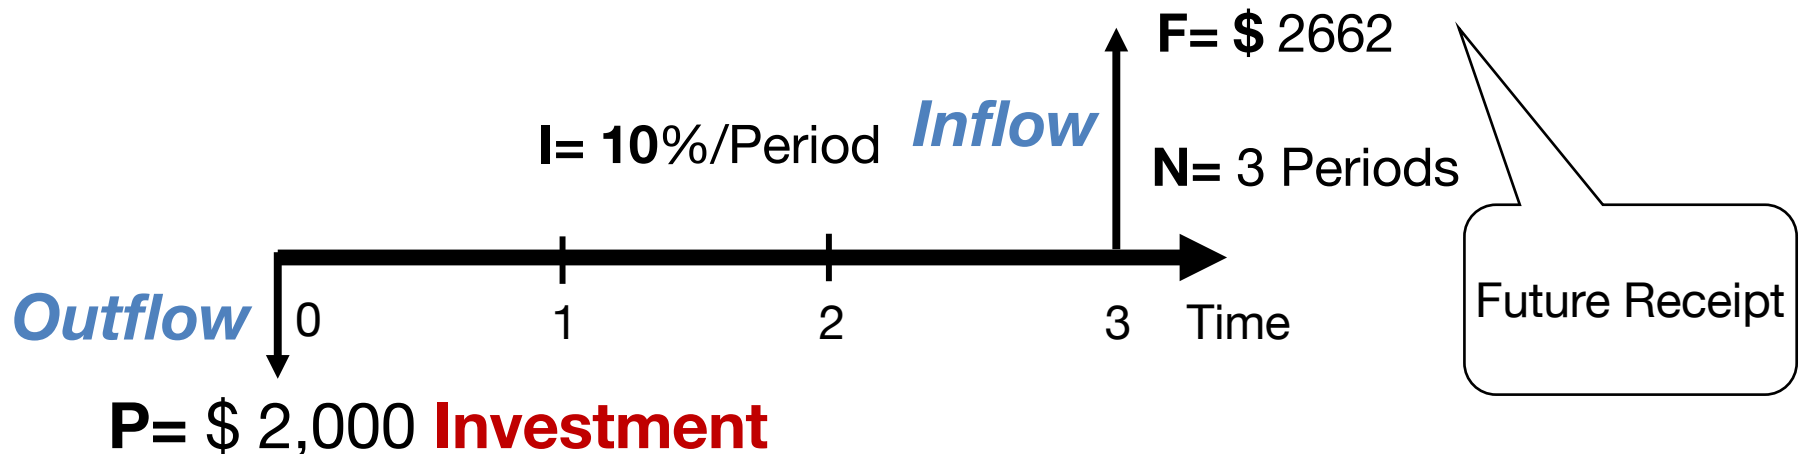 F= $ 2662
I= 10%/Period
Inflow
N= 3 Periods
Outflow
0
1
2
3
Time
Future Receipt
P= $ 2,000 Investment